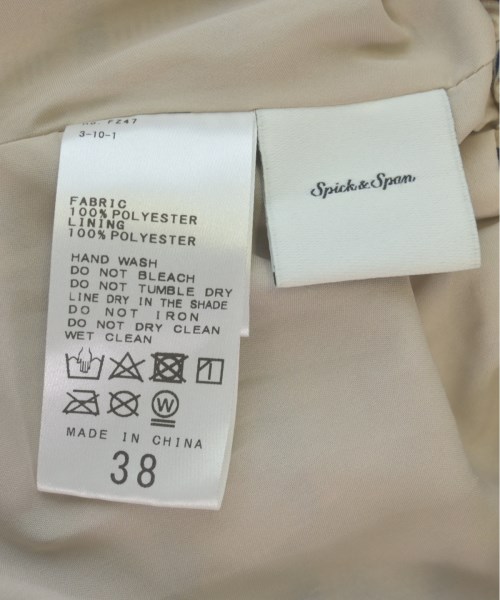 FZ47
3-10-1
FABRIC
100% POLYESTER
LINING
100% POLYESTER
HAND WASH
DO NOT BLEACH
DO NOT TUMBLE DRY
LINE DRY IN THE SHADE
DO NOT IRON
DO NOT DRY CLEAN
WET CLEAN
W
MADE IN CHINA
38
Spick & Span